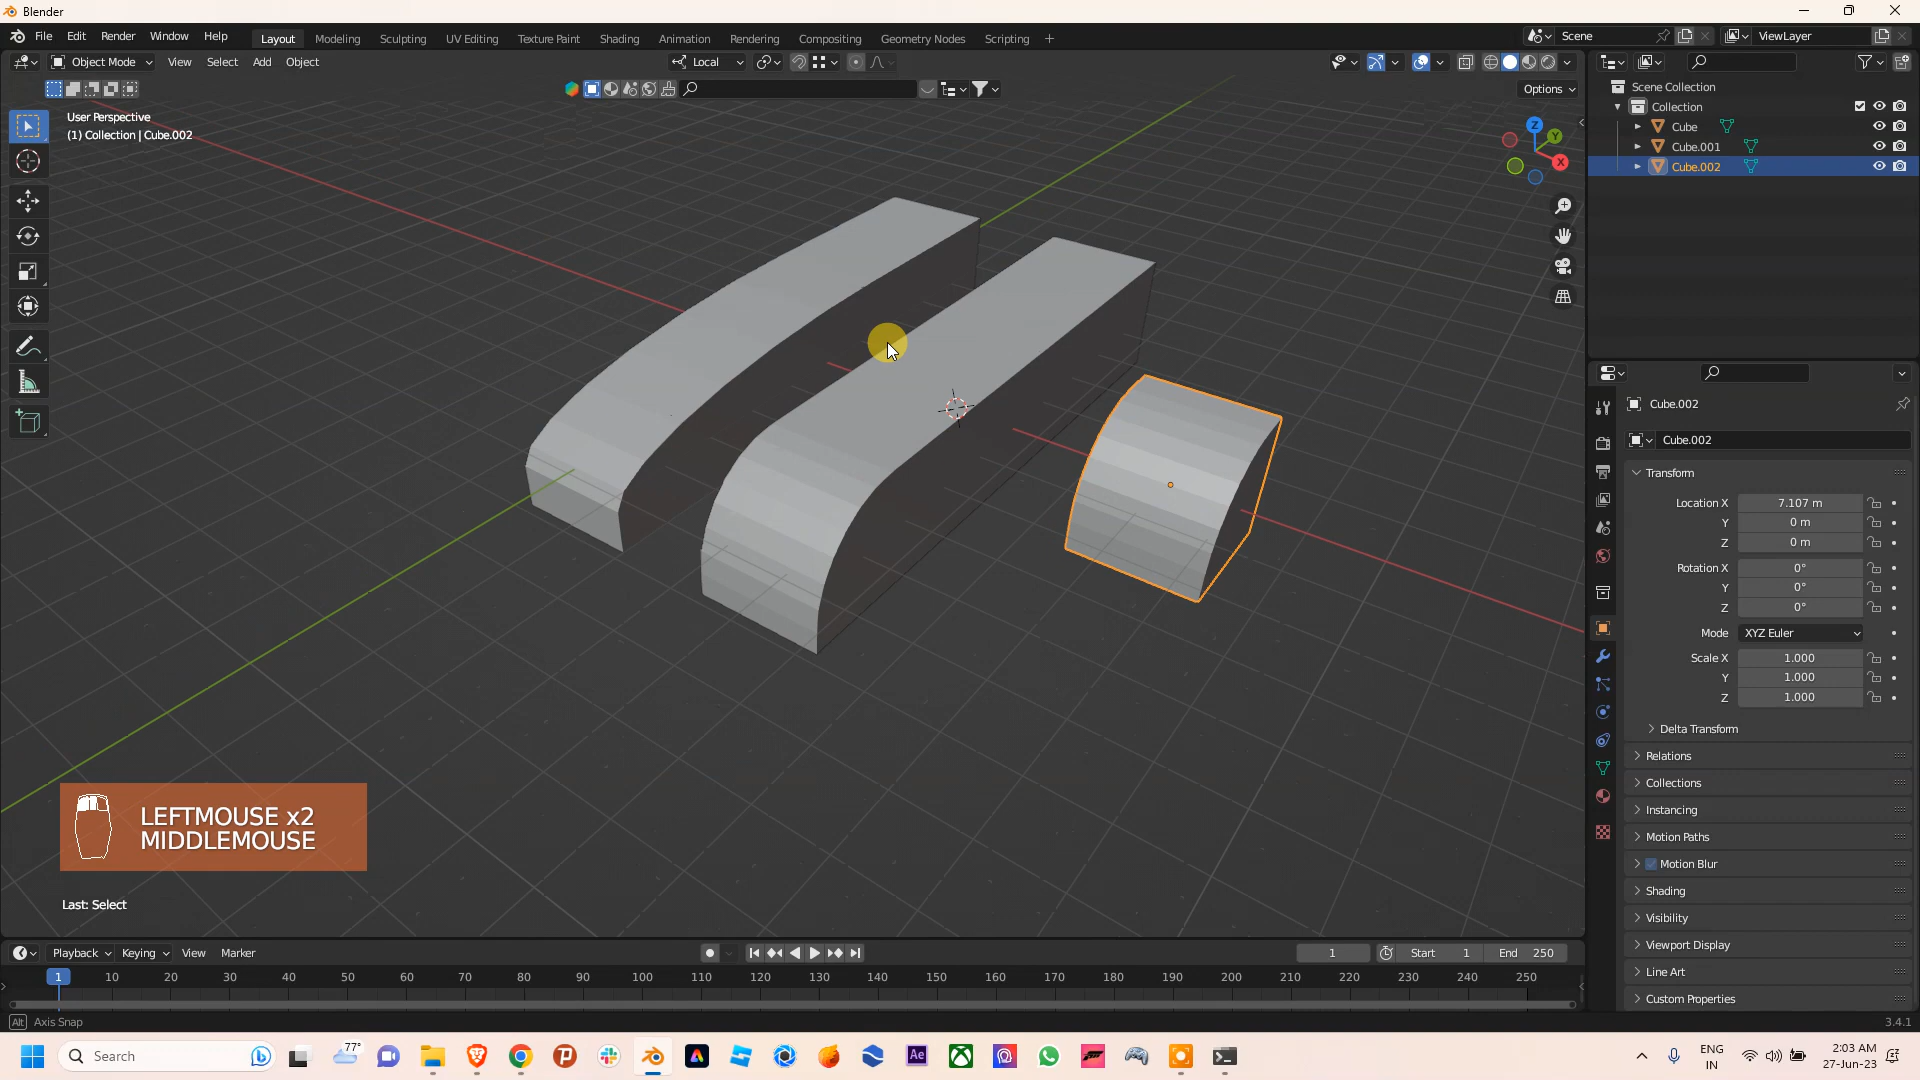 Blender
File Edit Render Window Help Layout Modeling Sculpting UV Editing Texture Paint Shading Animation Rendering Compositing Geometry Nodes Scripting + Scene ViewLayer
Object Mode View Select Add Object Local
Options
User Perspective
(1) Collection | Cube.002
Z
Y
X
Scene Collection
Collection
Cube
Cube.001
Cube.002
Cube.002
Cube.002
Transform
Location X 7.107 m
Y 0 m
Z 0 m
Rotation X 0°
Y 0°
Z 0°
Mode XYZ Euler
Scale X 1.000
Y 1.000
Z 1.000
Delta Transform
Relations
Collections
Instancing
Motion Paths
Motion Blur
Shading
Visibility
Viewport Display
Line Art
Custom Properties
LEFTMOUSE x2
MIDDLEMOUSE
Last: Select
Playback Keying View Marker 1 Start 1 End 250
1 10 20 30 40 50 60 70 80 90 100 110 120 130 140 150 160 170 180 190 200 210 220 230 240 250
Alt Axis Snap 3.4.1
Search 77° Ae ENG IN 2:03 AM 27-Jun-23